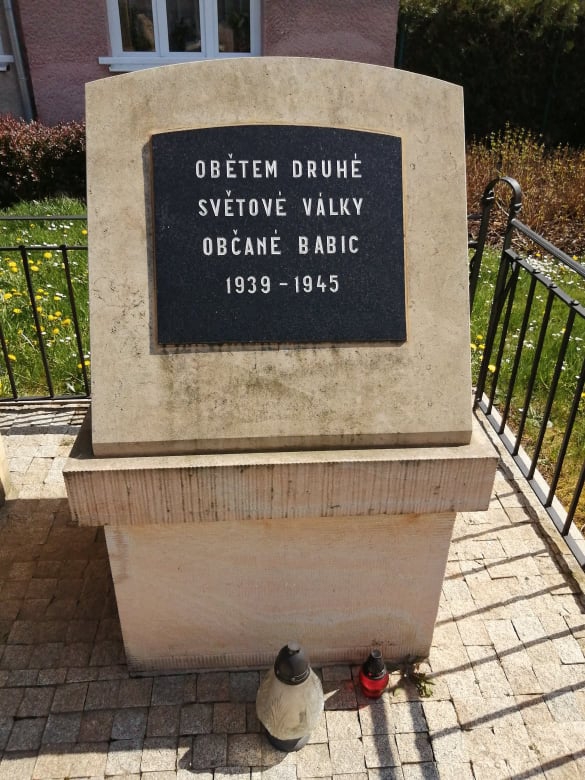 OBĚTEM DRUHÉ
SVĚTOVÉ VÁLKY
OBČANÉ BABIC
1939 - 1945